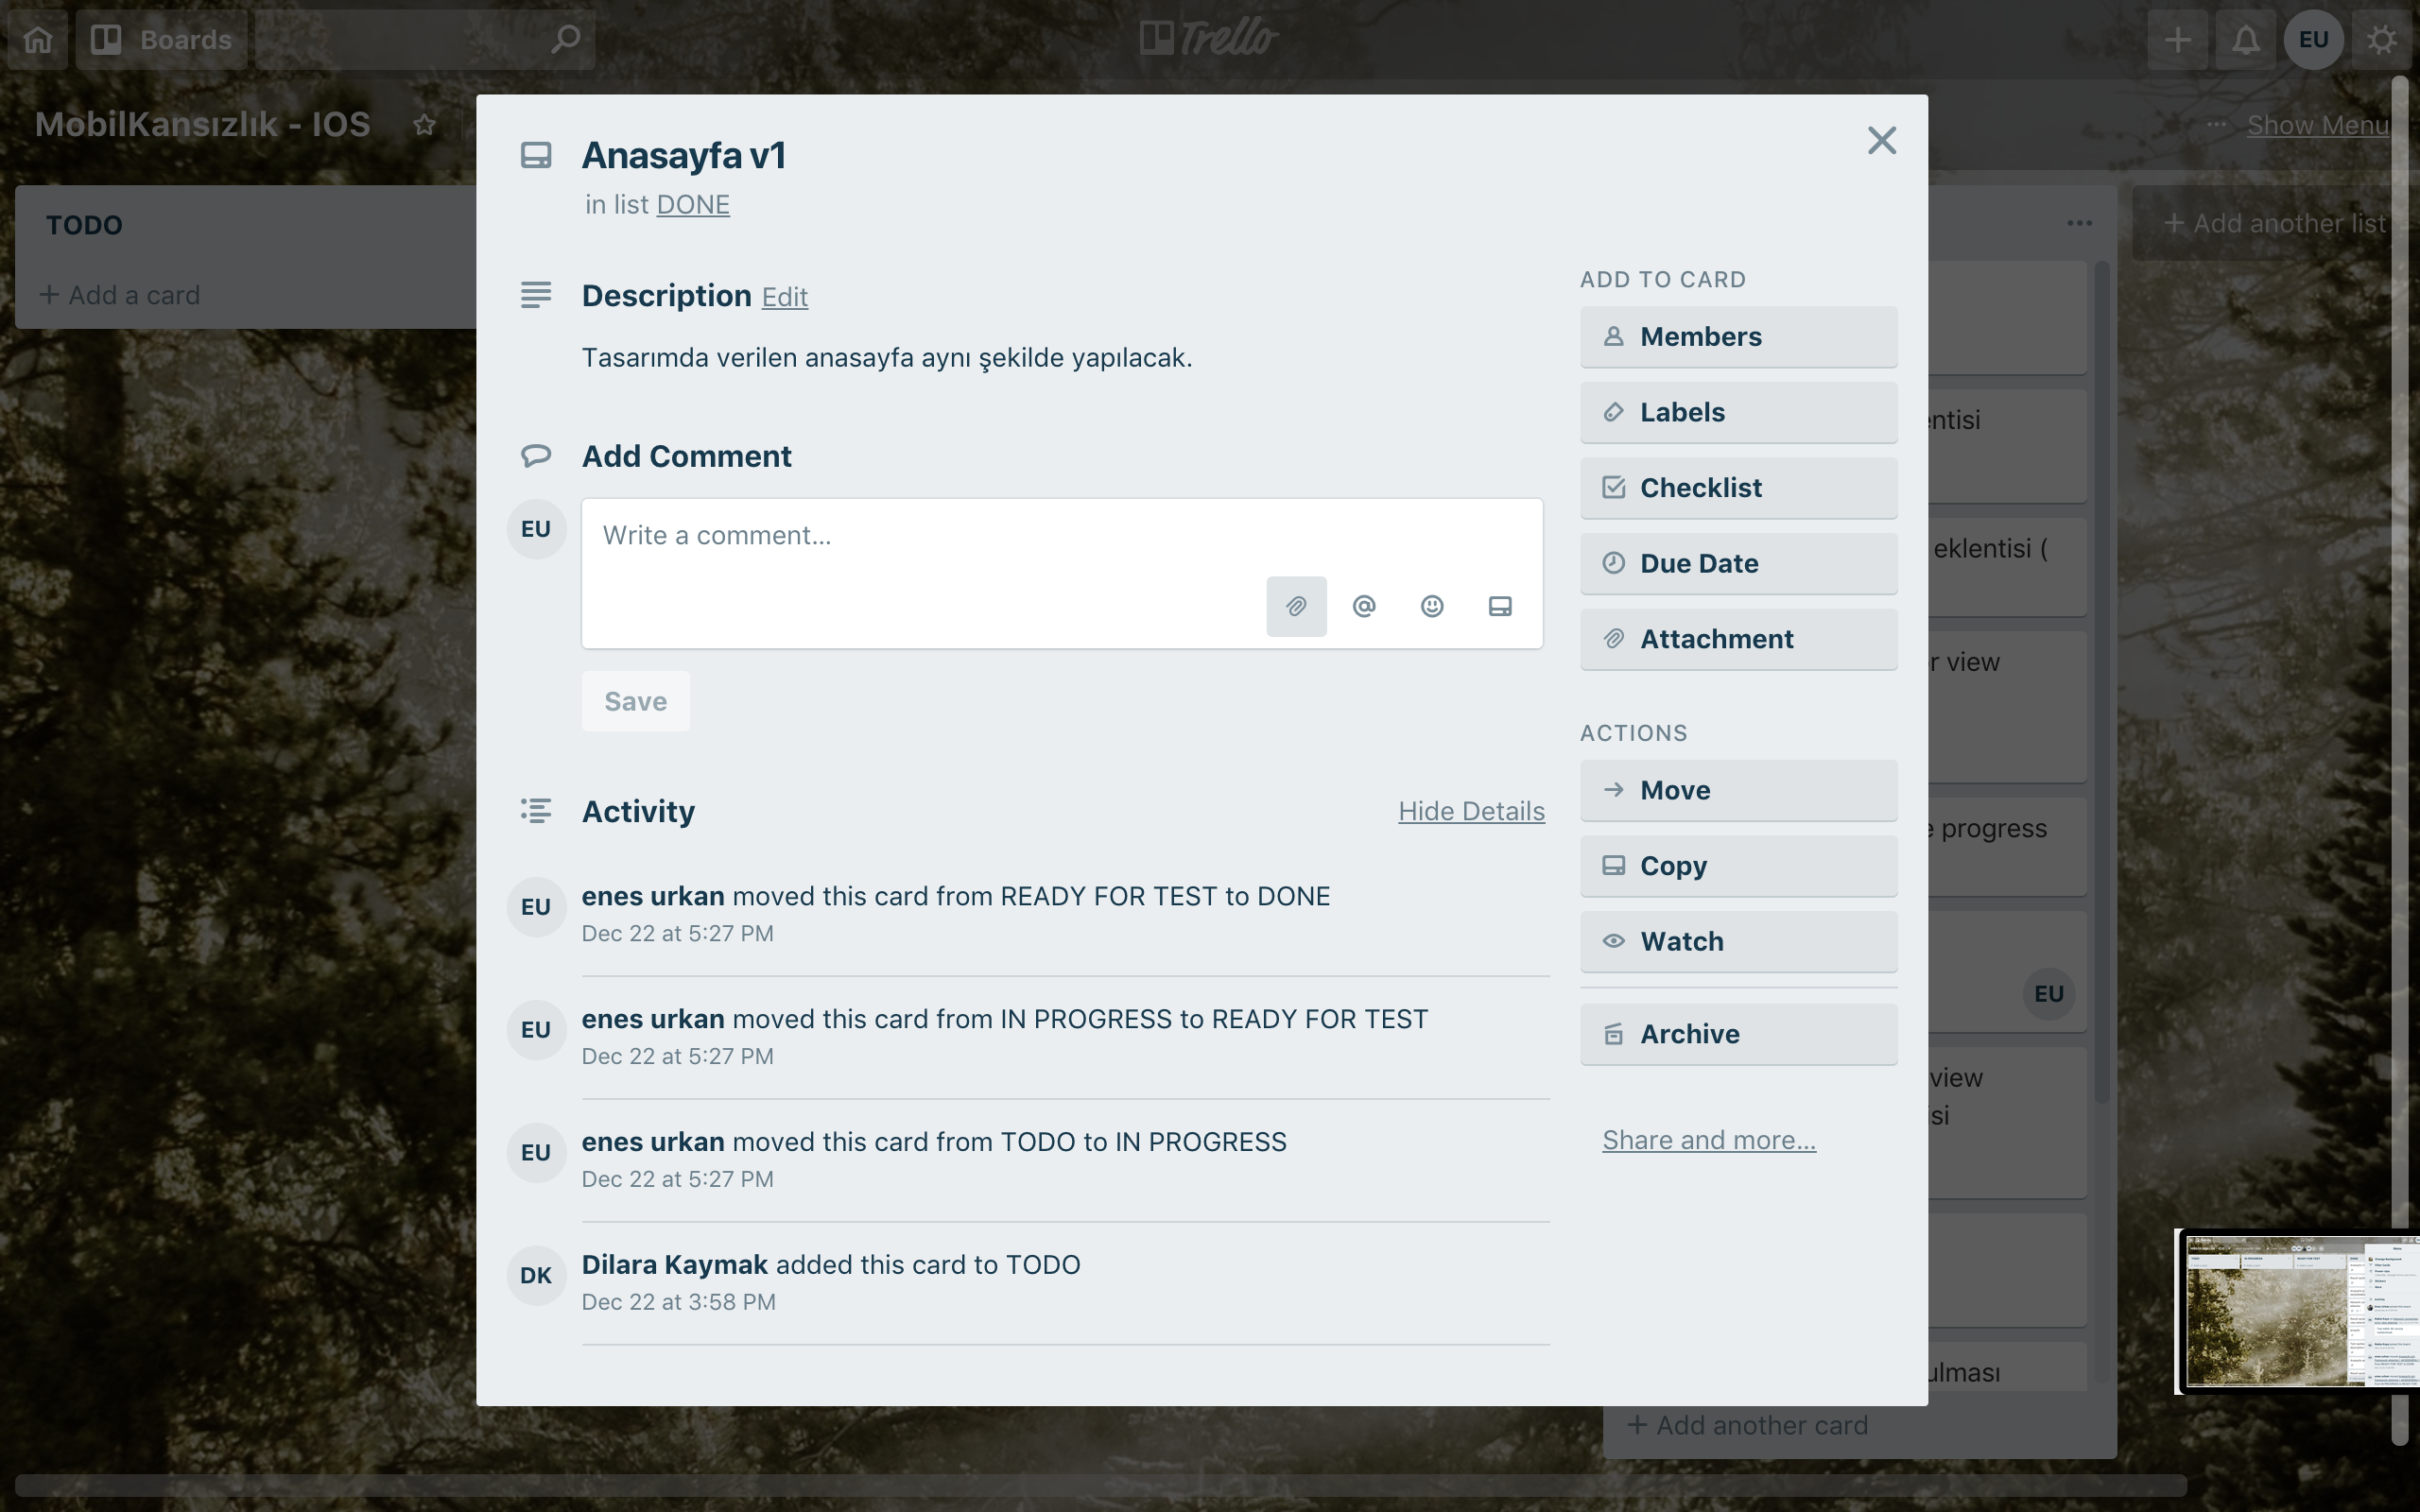 Boards
Trello
EU
MobilKansızlık - IOS
Show Menu
TODO
+ Add a card
Anasayfa v1
in list DONE
Description Edit
Tasarımda verilen anasayfa aynı şekilde yapılacak.
Add Comment
EU
Write a comment...
Save
Activity
Hide Details
EU
enes urkan moved this card from READY FOR TEST to DONE
Dec 22 at 5:27 PM
EU
enes urkan moved this card from IN PROGRESS to READY FOR TEST
Dec 22 at 5:27 PM
EU
enes urkan moved this card from TODO to IN PROGRESS
Dec 22 at 5:27 PM
DK
Dilara Kaymak added this card to TODO
Dec 22 at 3:58 PM
ADD TO CARD
Members
Labels
Checklist
Due Date
Attachment
ACTIONS
Move
Copy
Watch
Archive
Share and more...
+ Add another list
eklentisi (
view
progress
EU
view
+ Add another card